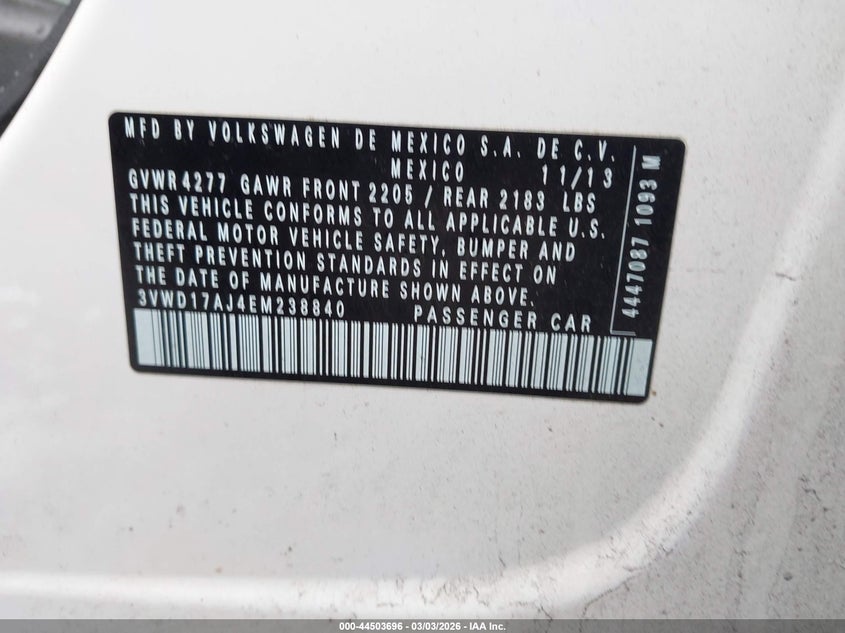 MFD BY VOLKSWAGEN DE MEXICO S.A. DE C.V.
MEXICO 11/13
GVWR4277 GAWR FRONT 2205 / REAR 2183 LBS
THIS VEHICLE CONFORMS TO ALL APPLICABLE U.S.
FEDERAL MOTOR VEHICLE SAFETY, BUMPER AND
THEFT PREVENTION STANDARDS IN EFFECT ON
THE DATE OF MANUFACTURE SHOWN ABOVE.
3VWD17AJ4EM238840 PASSENGER CAR
4447087 1093 M
000-44503696 - 03/03/2026 - IAA Inc.